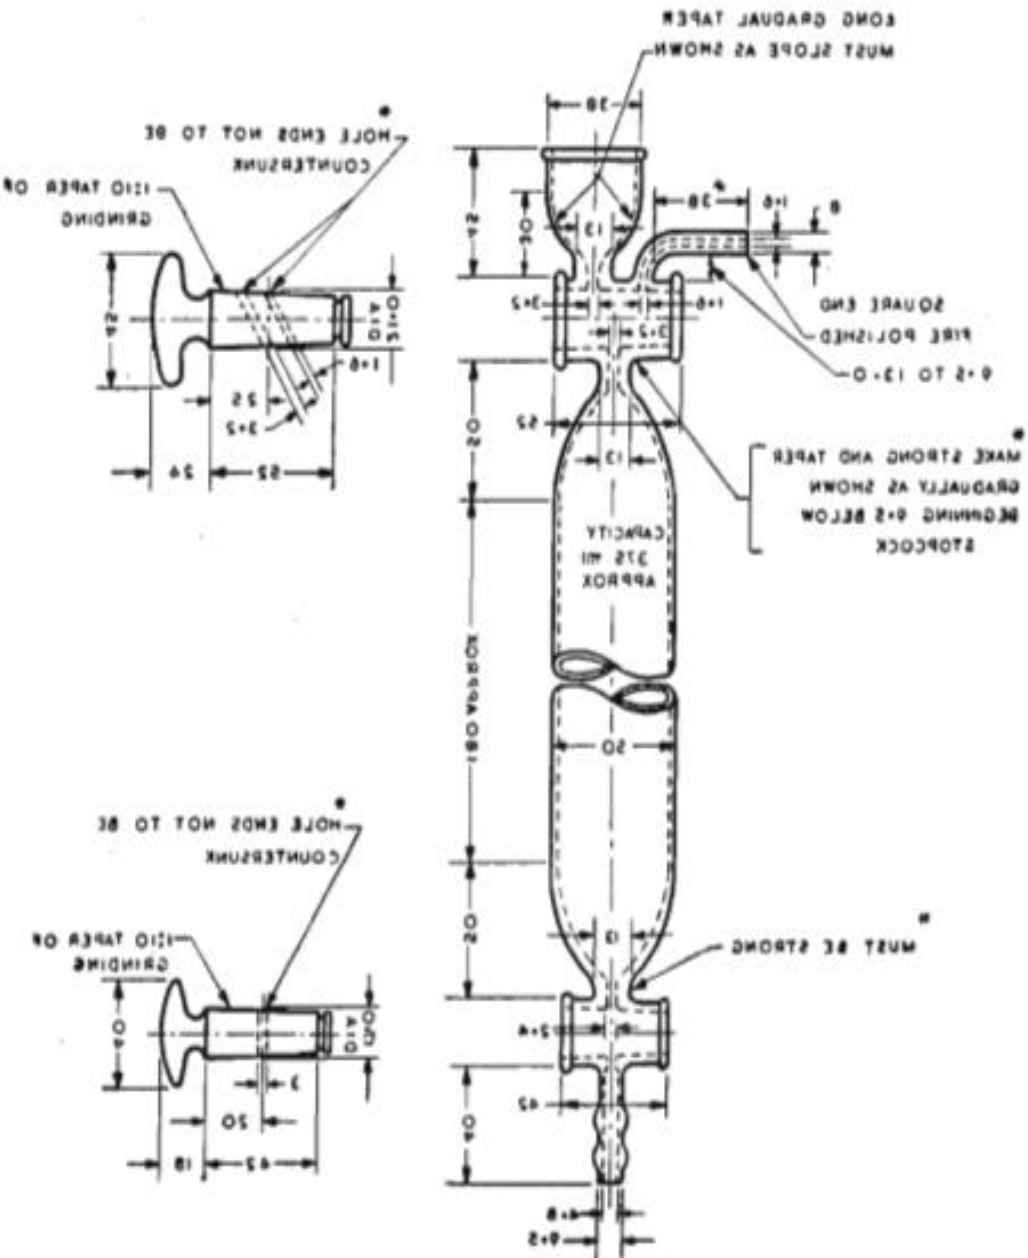 LONG GRADUAL TAPER
MUST SLOPE AS SHOWN
38
*
HOLE ENDS NOT TO BE
COUNTERSUNK
1:10 TAPER OF
GRINDING
45
30
13
38*
1·6
8
45
DIA
21·0
1·6
25
3·2
24
52
3·2
1·6
3·2
SQUARE END
FIRE POLISHED
9·5 TO 13·0
50
52
13
*
MAKE STRONG AND TAPER
GRADUALLY AS SHOWN
BEGINNING 9·5 BELOW
STOPCOCK
CAPACITY
375 ml
APPROX
180 APPROX
50
*
HOLE ENDS NOT TO BE
COUNTERSUNK
1:10 TAPER OF
GRINDING
50
13
*
MUST BE STRONG
40
DIA
3
20
18
42
2·4
42
40
4·8
9·5